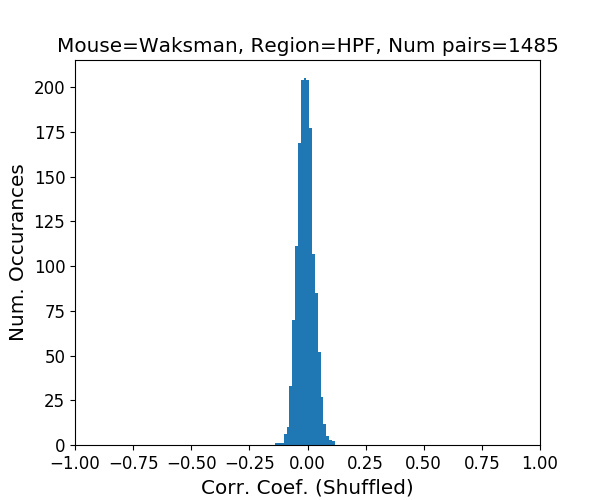 Mouse=Waksman, Region=HPF, Num pairs=1485
Num. Occurances
200
175
150
125
100
75
50
25
0
−1.00 −0.75 −0.50 −0.25 0.00 0.25 0.50 0.75 1.00
Corr. Coef. (Shuffled)